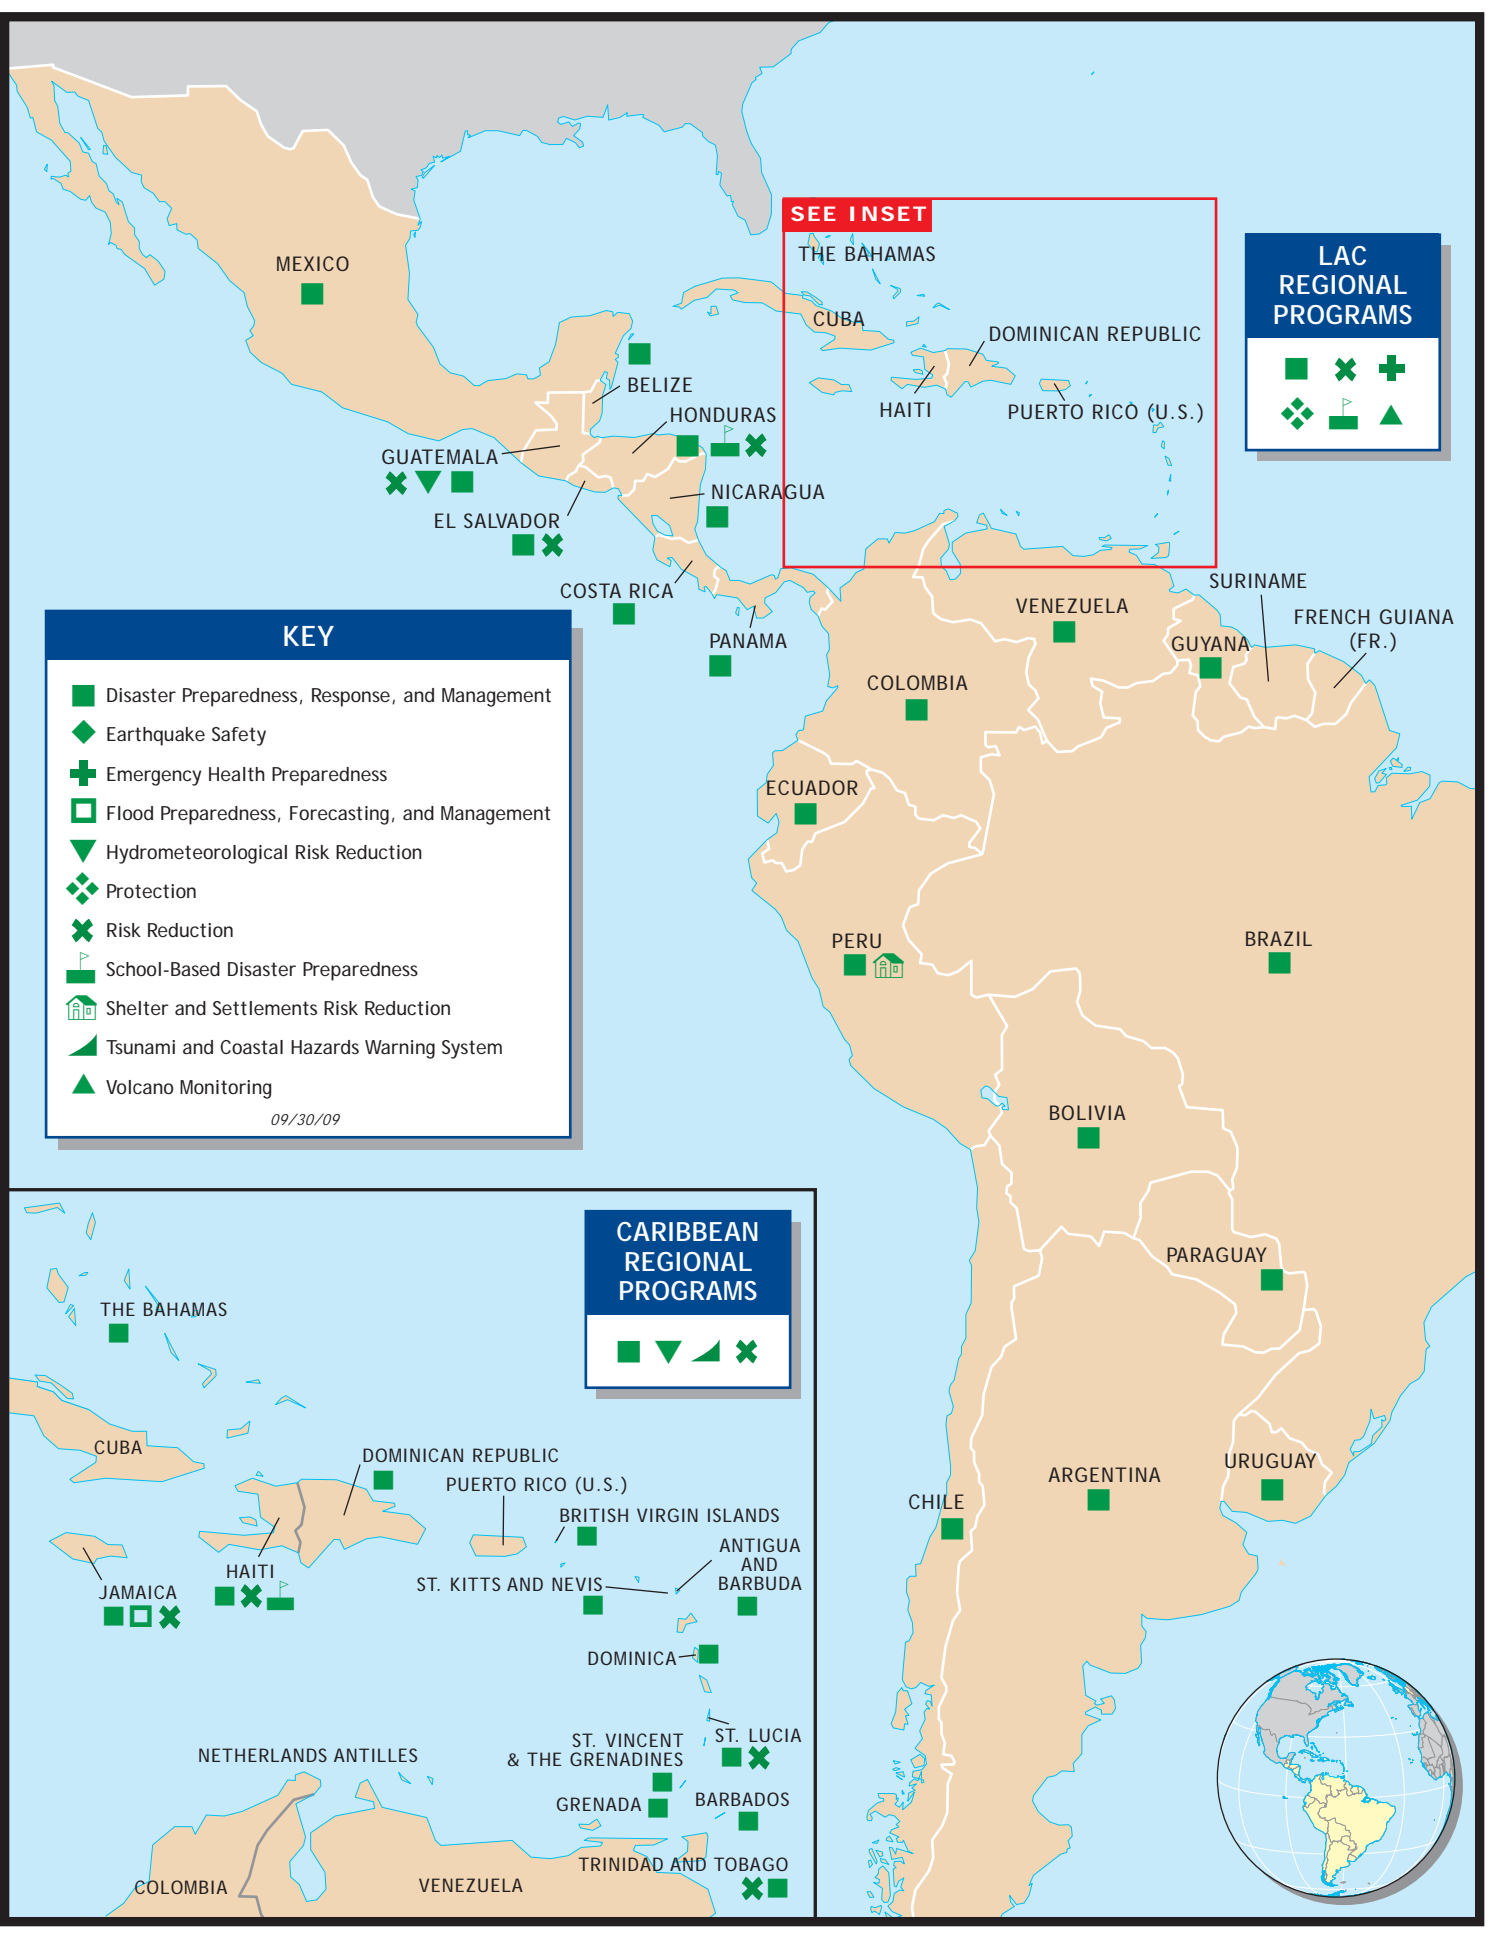 SEE INSET
THE BAHAMAS
LAC
REGIONAL
PROGRAMS
MEXICO
CUBA
DOMINICAN REPUBLIC
BELIZE
HAITI
PUERTO RICO (U.S.)
HONDURAS
GUATEMALA
NICARAGUA
EL SALVADOR
COSTA RICA
SURINAME
VENEZUELA
FRENCH GUIANA
(FR.)
PANAMA
GUYANA
COLOMBIA
ECUADOR
PERU
BRAZIL
BOLIVIA
PARAGUAY
ARGENTINA
URUGUAY
CHILE
KEY
Disaster Preparedness, Response, and Management
Earthquake Safety
Emergency Health Preparedness
Flood Preparedness, Forecasting, and Management
Hydrometeorological Risk Reduction
Protection
Risk Reduction
School-Based Disaster Preparedness
Shelter and Settlements Risk Reduction
Tsunami and Coastal Hazards Warning System
Volcano Monitoring
09/30/09
CARIBBEAN
REGIONAL
PROGRAMS
THE BAHAMAS
CUBA
DOMINICAN REPUBLIC
PUERTO RICO (U.S.)
BRITISH VIRGIN ISLANDS
ANTIGUA
AND
BARBUDA
HAITI
JAMAICA
ST. KITTS AND NEVIS
DOMINICA
ST. LUCIA
ST. VINCENT
& THE GRENADINES
NETHERLANDS ANTILLES
GRENADA
BARBADOS
TRINIDAD AND TOBAGO
COLOMBIA
VENEZUELA